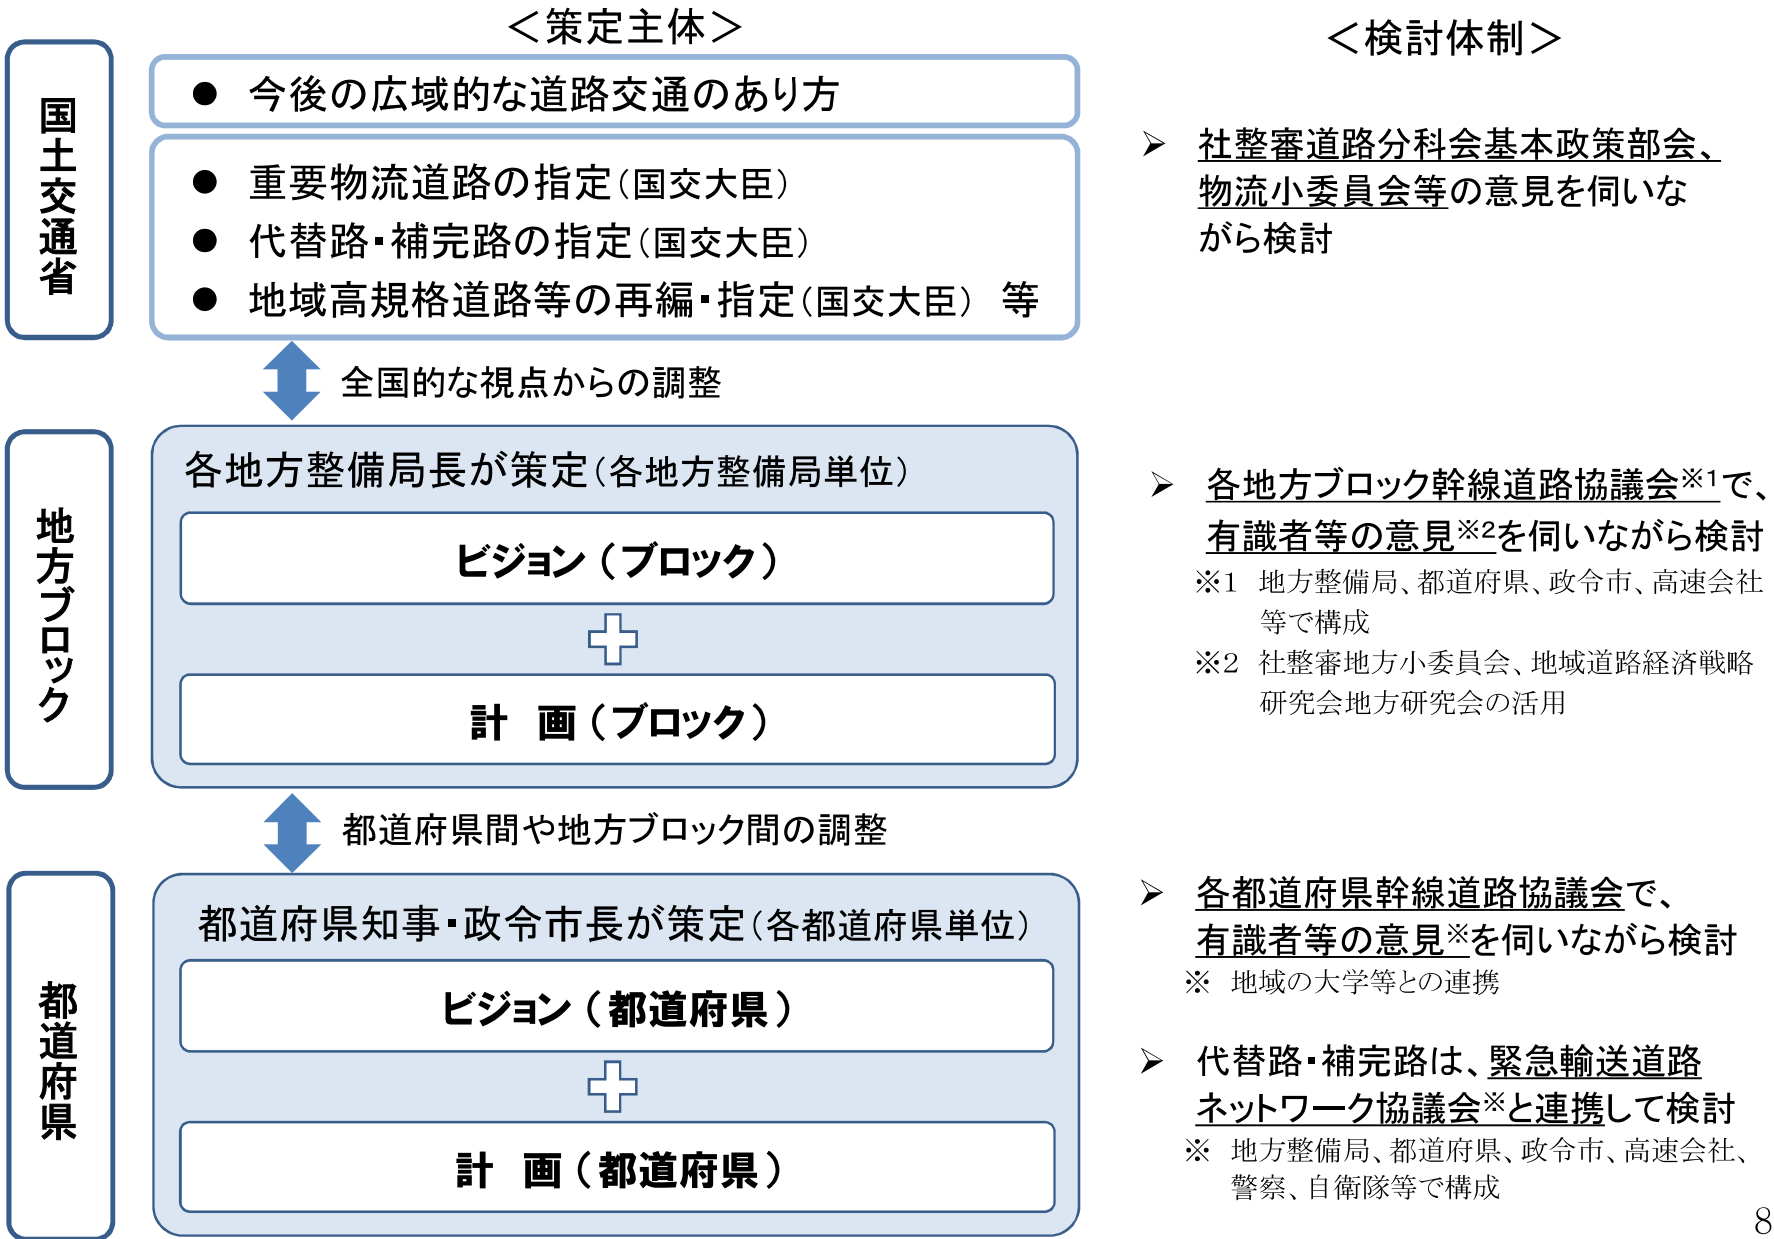 <策定主体>
<検討体制>
国土交通省
● 今後の広域的な道路交通のあり方
● 重要物流道路の指定(国交大臣)
● 代替路・補完路の指定(国交大臣)
● 地域高規格道路等の再編・指定(国交大臣) 等
➢ 社整審道路分科会基本政策部会、
物流小委員会等の意見を伺いな
がら検討
全国的な視点からの調整
地方ブロック
各地方整備局長が策定(各地方整備局単位)
ビジョン(ブロック)
計 画(ブロック)
➢ 各地方ブロック幹線道路協議会※1で、
有識者等の意見※2を伺いながら検討
※1 地方整備局、都道府県、政令市、高速会社
等で構成
※2 社整審地方小委員会、地域道路経済戦略
研究会地方研究会の活用
都道府県間や地方ブロック間の調整
都道府県
都道府県知事・政令市長が策定(各都道府県単位)
ビジョン(都道府県)
計 画(都道府県)
➢ 各都道府県幹線道路協議会で、
有識者等の意見※を伺いながら検討
※ 地域の大学等との連携
➢ 代替路・補完路は、緊急輸送道路
ネットワーク協議会※と連携して検討
※ 地方整備局、都道府県、政令市、高速会社、
警察、自衛隊等で構成
8